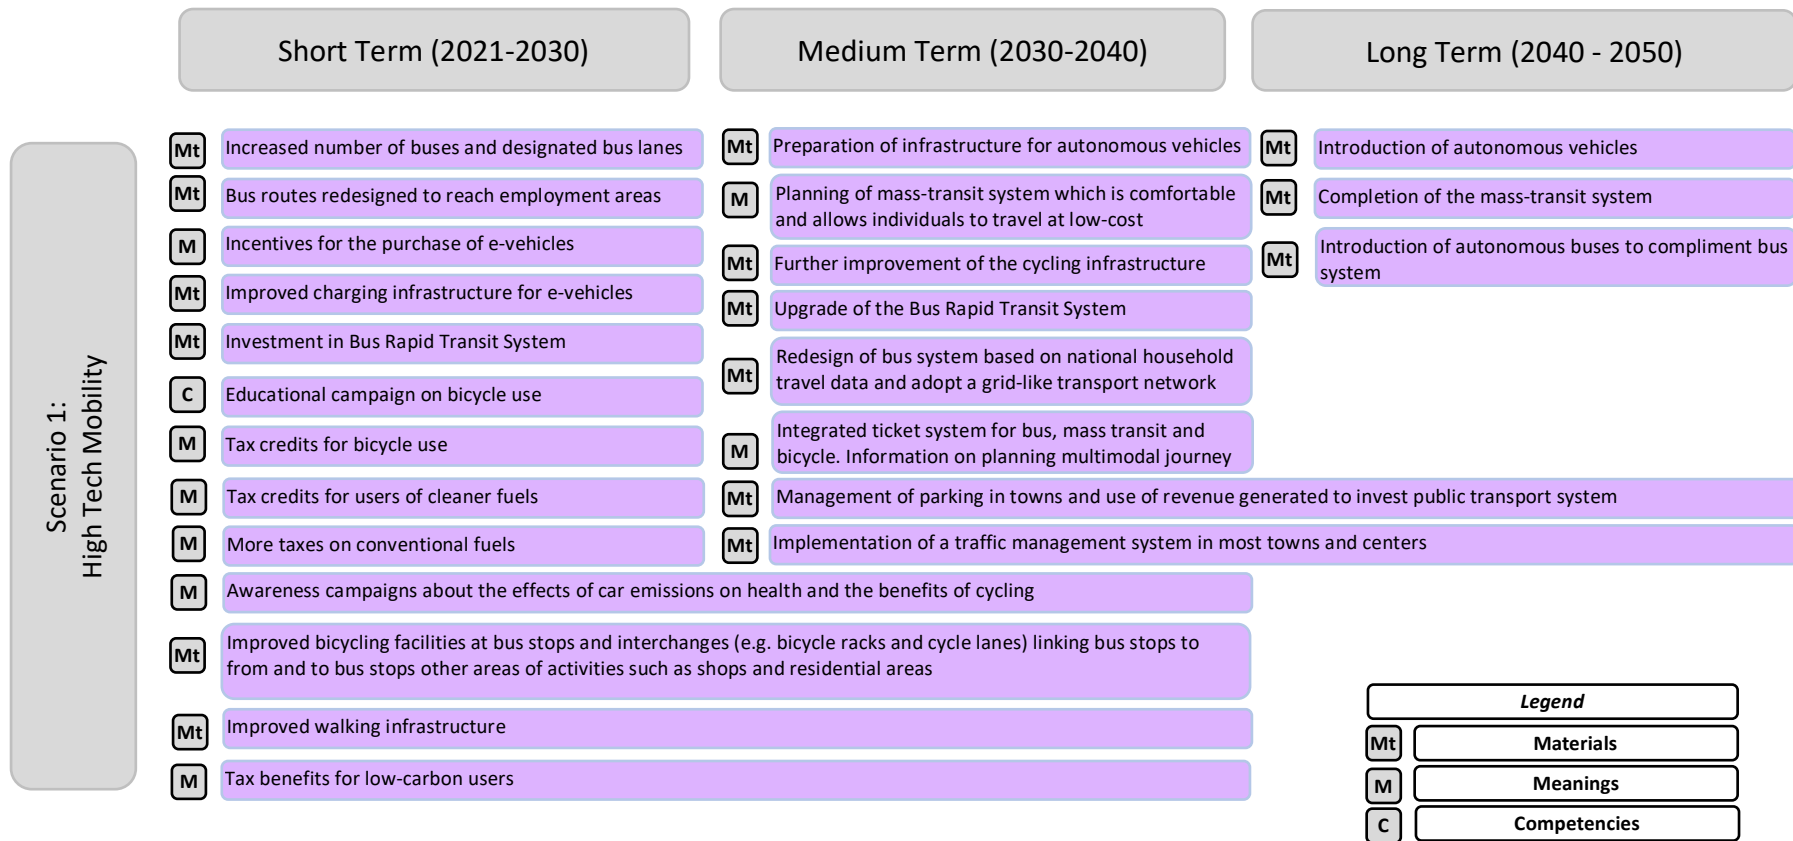 Short Term (2021-2030)
Medium Term (2030-2040)
Long Term (2040 - 2050)
Scenario 1:
High Tech Mobility
Mt
Increased number of buses and designated bus lanes
Mt
Bus routes redesigned to reach employment areas
M
Incentives for the purchase of e-vehicles
Mt
Improved charging infrastructure for e-vehicles
Mt
Investment in Bus Rapid Transit System
C
Educational campaign on bicycle use
M
Tax credits for bicycle use
M
Tax credits for users of cleaner fuels
M
More taxes on conventional fuels
M
Awareness campaigns about the effects of car emissions on health and the benefits of cycling
Mt
Improved bicycling facilities at bus stops and interchanges (e.g. bicycle racks and cycle lanes) linking bus stops to
from and to bus stops other areas of activities such as shops and residential areas
Mt
Improved walking infrastructure
M
Tax benefits for low-carbon users
Mt
Preparation of infrastructure for autonomous vehicles
M
Planning of mass-transit system which is comfortable
and allows individuals to travel at low-cost
Mt
Further improvement of the cycling infrastructure
Mt
Upgrade of the Bus Rapid Transit System
Mt
Redesign of bus system based on national household
travel data and adopt a grid-like transport network
M
Integrated ticket system for bus, mass transit and
bicycle. Information on planning multimodal journey
Mt
Management of parking in towns and use of revenue generated to invest public transport system
Mt
Implementation of a traffic management system in most towns and centers
Mt
Introduction of autonomous vehicles
Mt
Completion of the mass-transit system
Mt
Introduction of autonomous buses to compliment bus
system
Legend
Mt
Materials
M
Meanings
C
Competencies